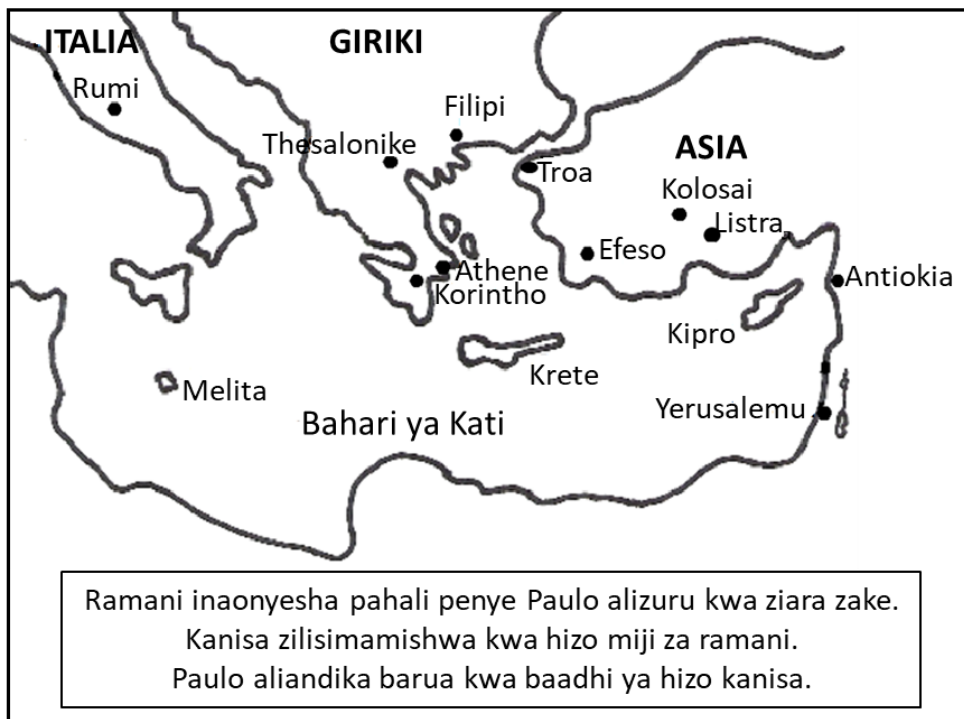 ITALIA
GIRIKI
Rumi
Filipi
Thesalonike
ASIA
Troa
Kolosai
Listra
Efeso
Athene
Korintho
Antiokia
Kipro
Krete
Melita
Yerusalemu
Bahari ya Kati
Ramani inaonyesha pahali penye Paulo alizuru kwa ziara zake.
Kanisa zilisimamishwa kwa hizo miji za ramani.
Paulo aliandika barua kwa baadhi ya hizo kanisa.